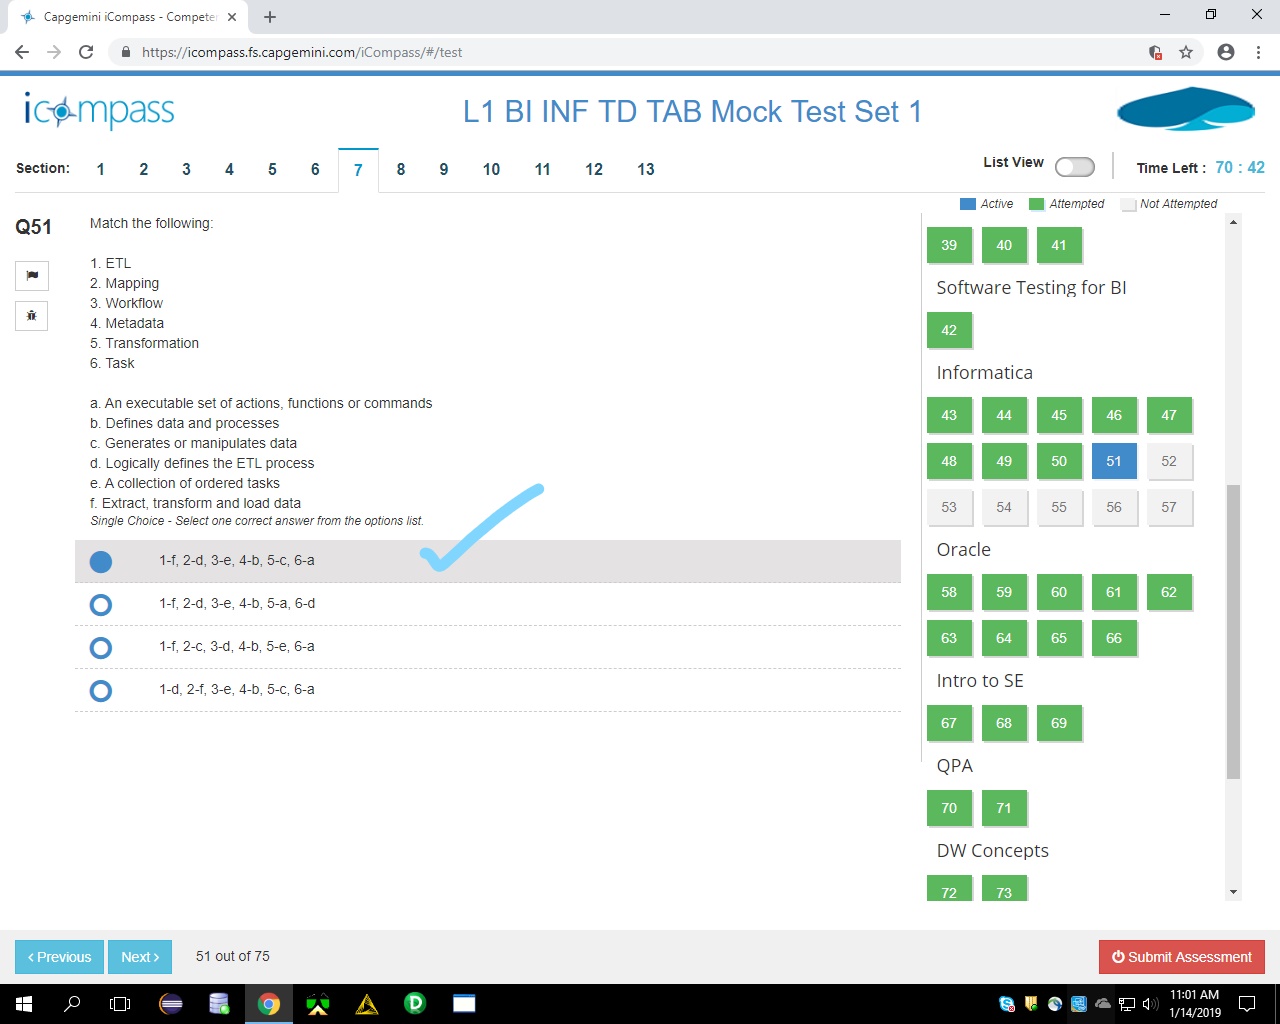 Capgemini iCompass - Compete
https://icompass.fs.capgemini.com/iCompass/#/test
icompass
L1 BI INF TD TAB Mock Test Set 1
Section: 1 2 3 4 5 6 7 8 9 10 11 12 13
List View
Time Left : 70 : 42
Active Attempted Not Attempted
Q51
Match the following:
1. ETL
2. Mapping
3. Workflow
4. Metadata
5. Transformation
6. Task
a. An executable set of actions, functions or commands
b. Defines data and processes
c. Generates or manipulates data
d. Logically defines the ETL process
e. A collection of ordered tasks
f. Extract, transform and load data
Single Choice - Select one correct answer from the options list.
1-f, 2-d, 3-e, 4-b, 5-c, 6-a
1-f, 2-d, 3-e, 4-b, 5-a, 6-d
1-f, 2-c, 3-d, 4-b, 5-e, 6-a
1-d, 2-f, 3-e, 4-b, 5-c, 6-a
39 40 41
Software Testing for BI
42
Informatica
43 44 45 46 47
48 49 50 51 52
53 54 55 56 57
Oracle
58 59 60 61 62
63 64 65 66
Intro to SE
67 68 69
QPA
70 71
DW Concepts
72 73
Previous
Next
51 out of 75
Submit Assessment
11:01 AM
1/14/2019